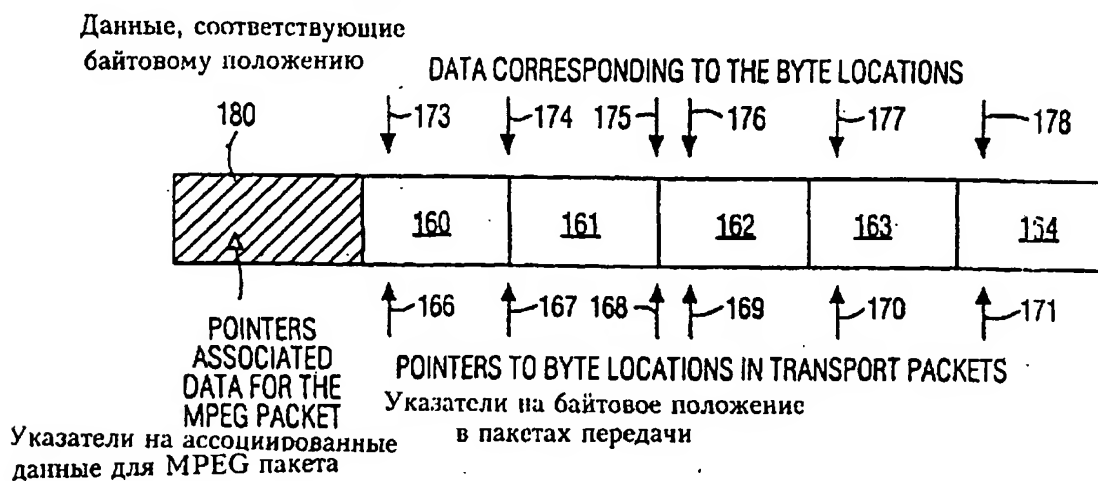 Данные, соответствующие
байтовому положению
DATA CORRESPONDING TO THE BYTE LOCATIONS
180
173
174
175
176
177
178
160
161
162
163
164
166
167
168
169
170
171
POINTERS
ASSOCIATED
DATA FOR THE
MPEG PACKET
POINTERS TO BYTE LOCATIONS IN TRANSPORT PACKETS
Указатели на байтовое положение
в пакетах передачи
Указатели на ассоциированные
данные для MPEG пакета